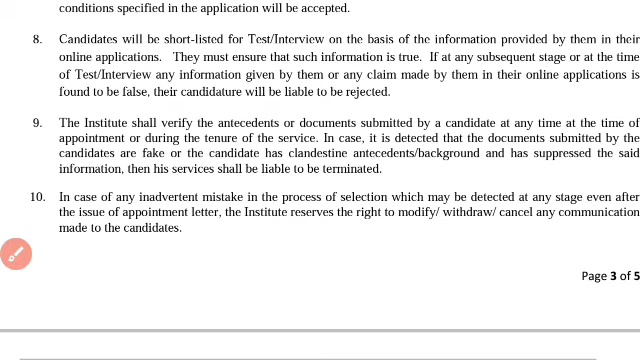 conditions specified in the application will be accepted.
8. Candidates will be short-listed for Test/Interview on the basis of the information provided by them in their
online applications. They must ensure that such information is true. If at any subsequent stage or at the time
of Test/Interview any information given by them or any claim made by them in their online applications is
found to be false, their candidature will be liable to be rejected.
9. The Institute shall verify the antecedents or documents submitted by a candidate at any time at the time of
appointment or during the tenure of the service. In case, it is detected that the documents submitted by the
candidates are fake or the candidate has clandestine antecedents/background and has suppressed the said
information, then his services shall be liable to be terminated.
10. In case of any inadvertent mistake in the process of selection which may be detected at any stage even after
the issue of appointment letter, the Institute reserves the right to modify/ withdraw/ cancel any communication
made to the candidates.
Page 3 of 5